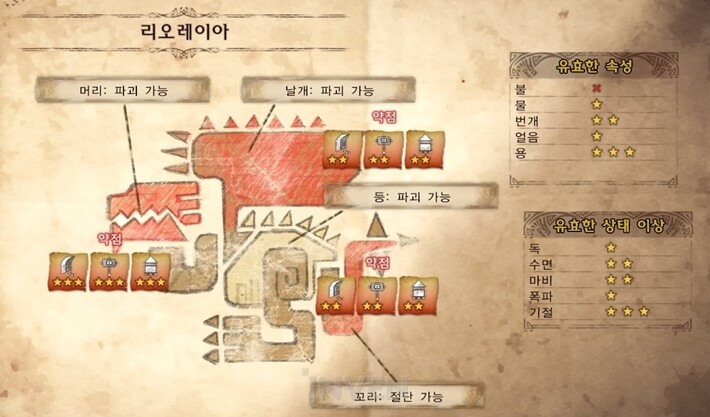 리오레이아
머리: 파괴 가능
날개: 파괴 가능
약점
등: 파괴 가능
약점
약점
꼬리: 절단 가능
유효한 속성
불
물
번개
얼음
용
유효한 상태 이상
독
수면
마비
폭파
기절